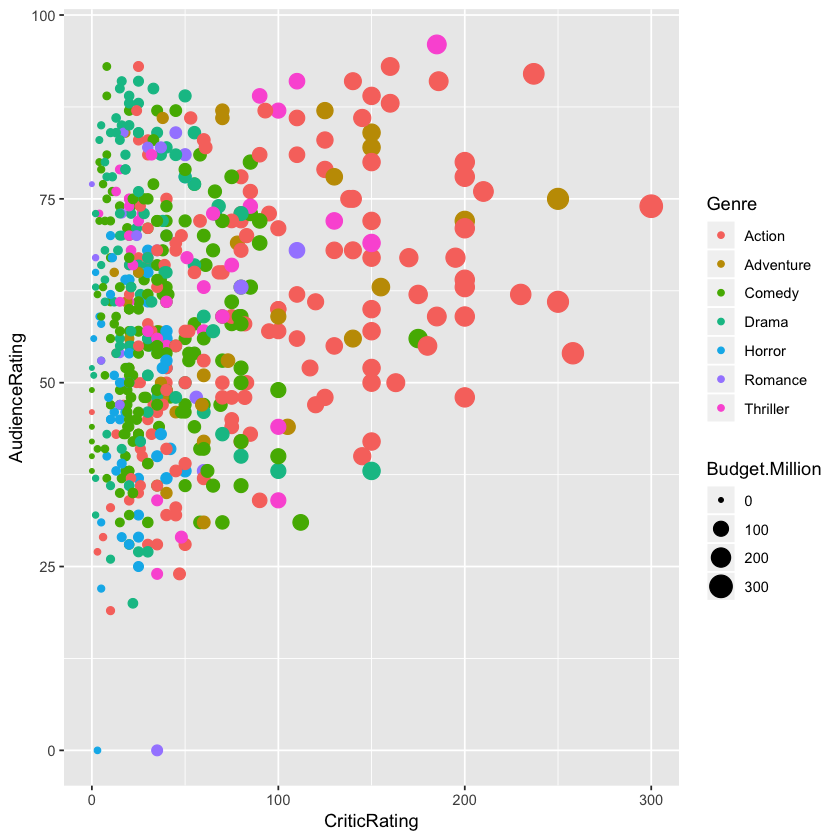 100
75
50
25
0
AudienceRating
0 100 200 300
CriticRating
Genre
Action
Adventure
Comedy
Drama
Horror
Romance
Thriller
Budget.Million
0
100
200
300